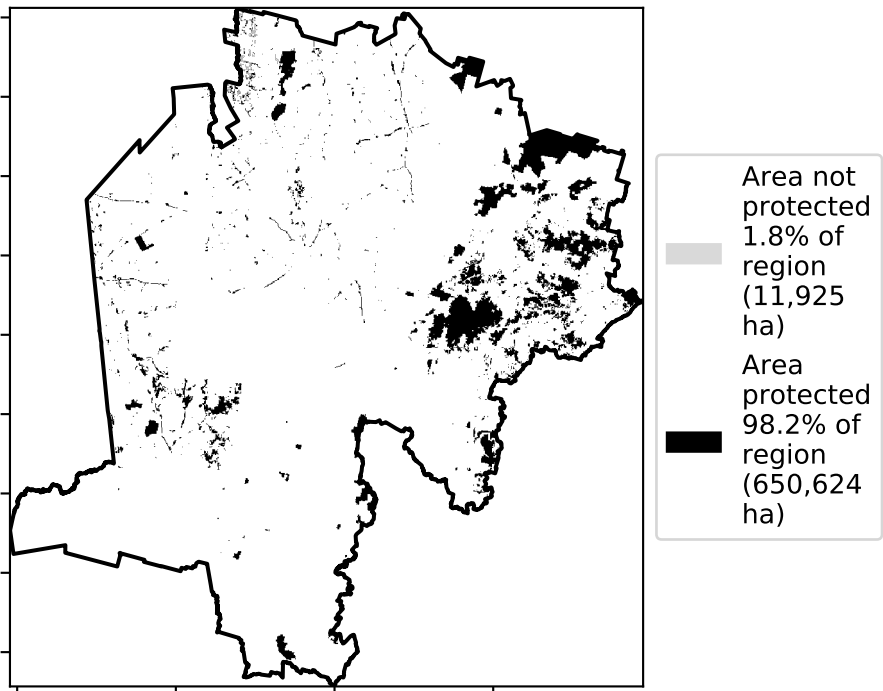 Area not
protected
1.8% of
region
(11,925
ha)
Area
protected
98.2% of
region
(650,624
ha)